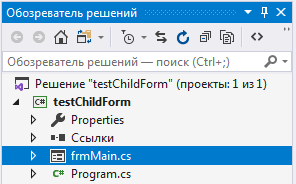 Обозреватель решений
Обозреватель решений — поиск (Ctrl+;)
Решение "testChildForm" (проекты: 1 из 1)
C# testChildForm
Properties
Ссылки
frmMain.cs
Program.cs